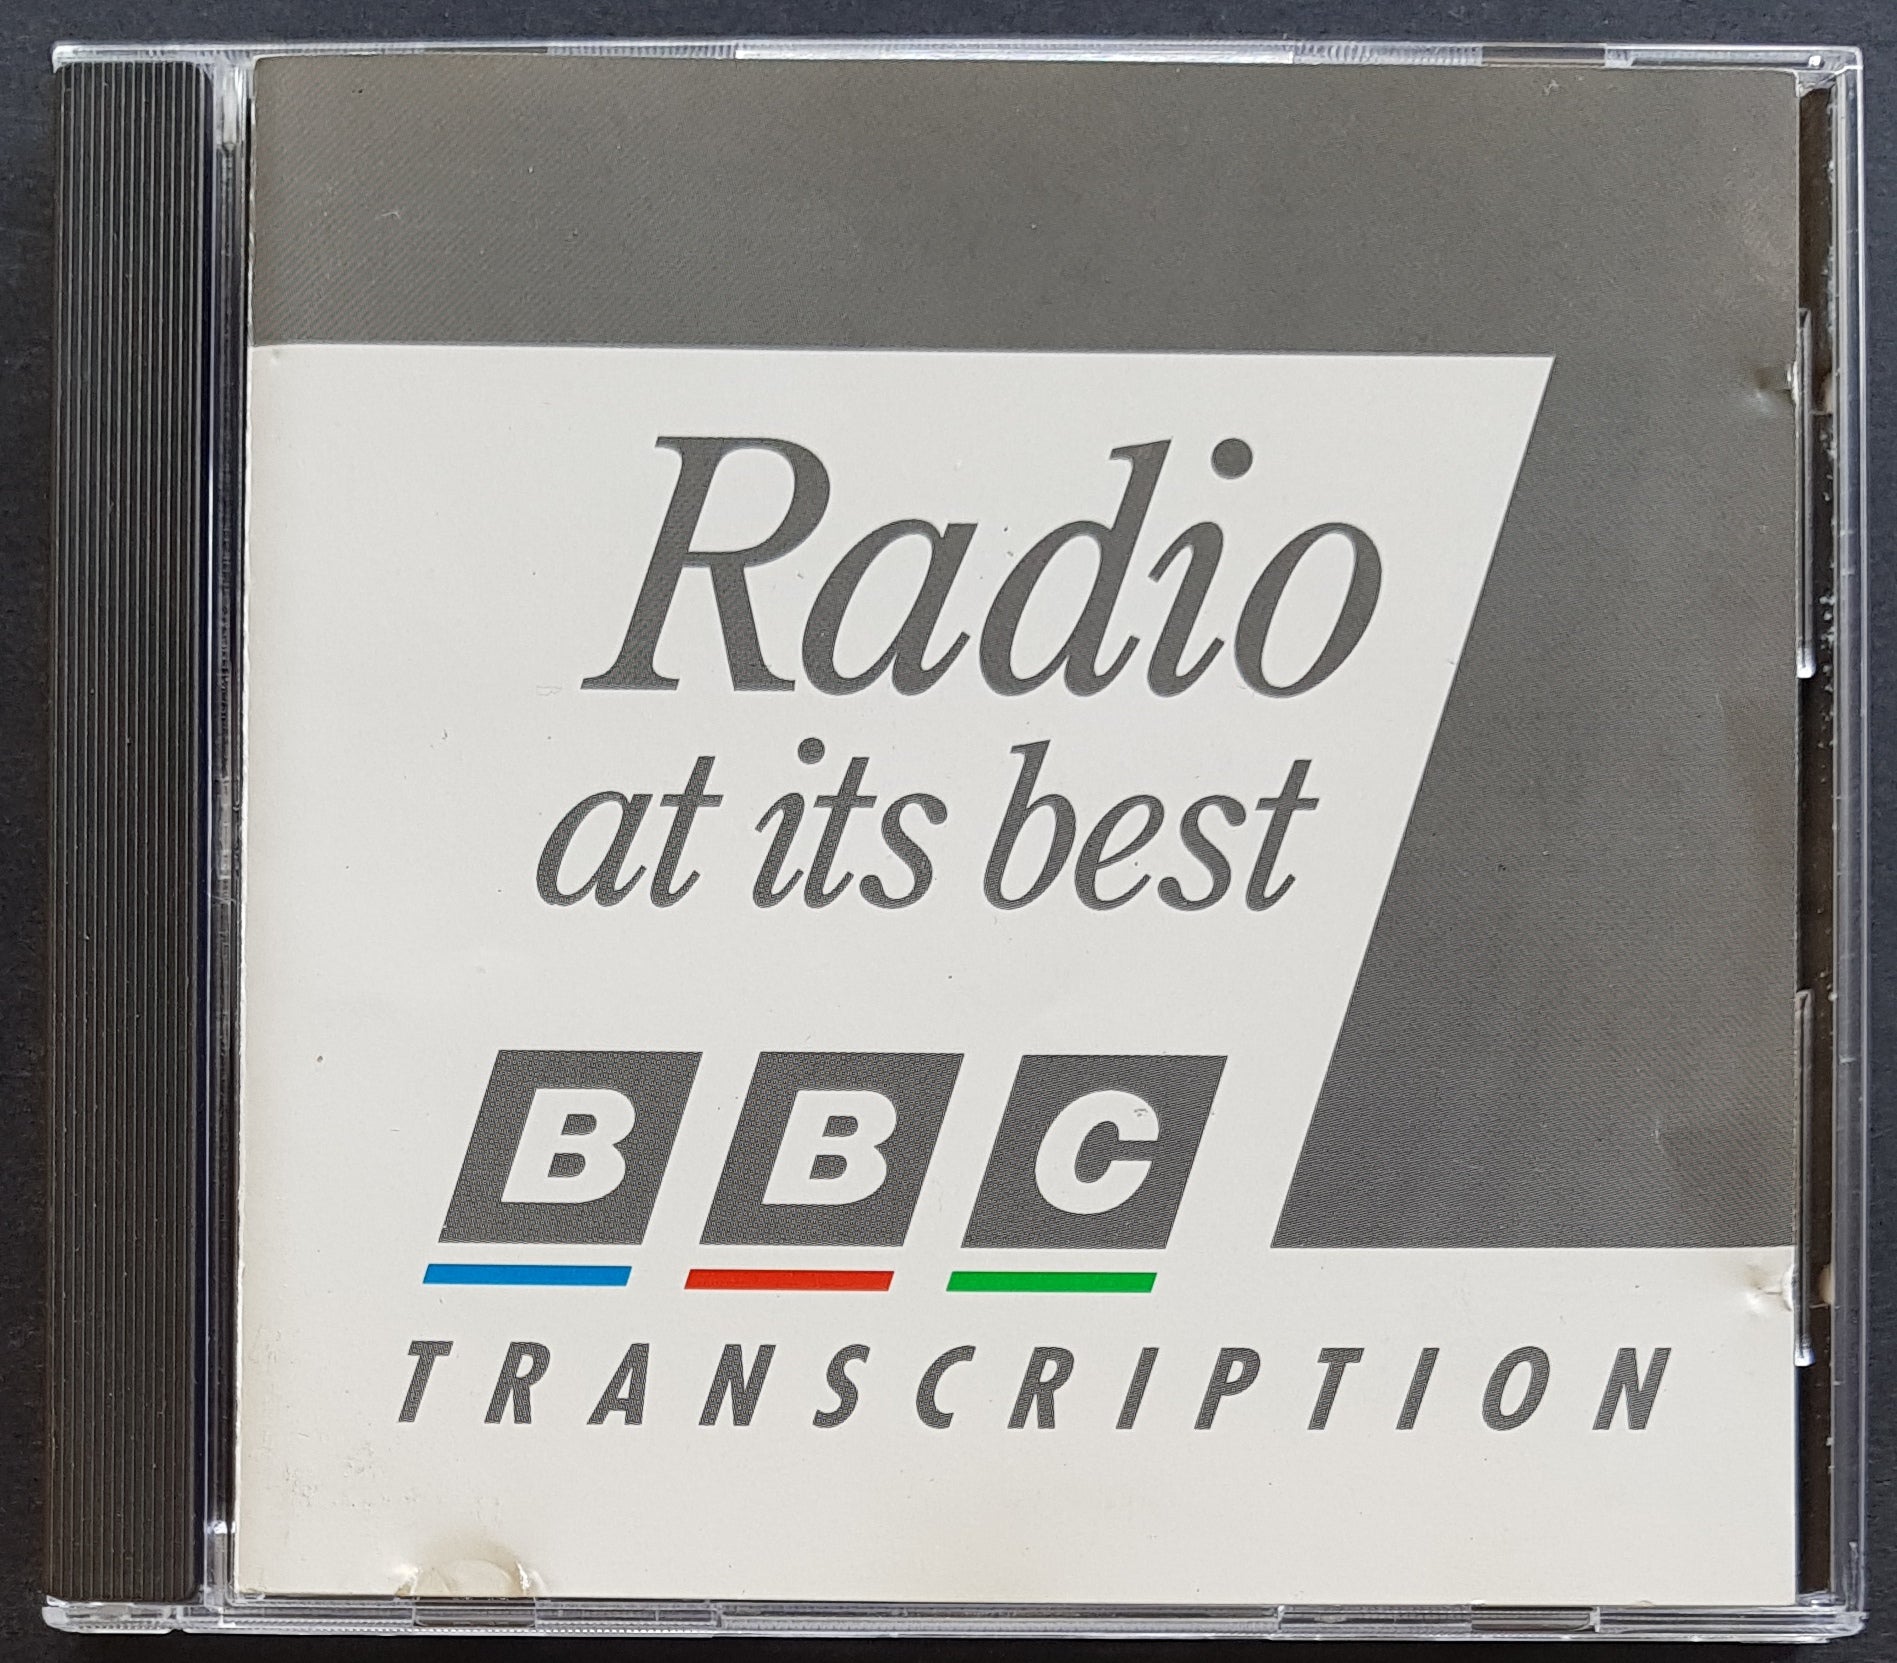 Radio
at its best
BBC
TRANSCRIPTION